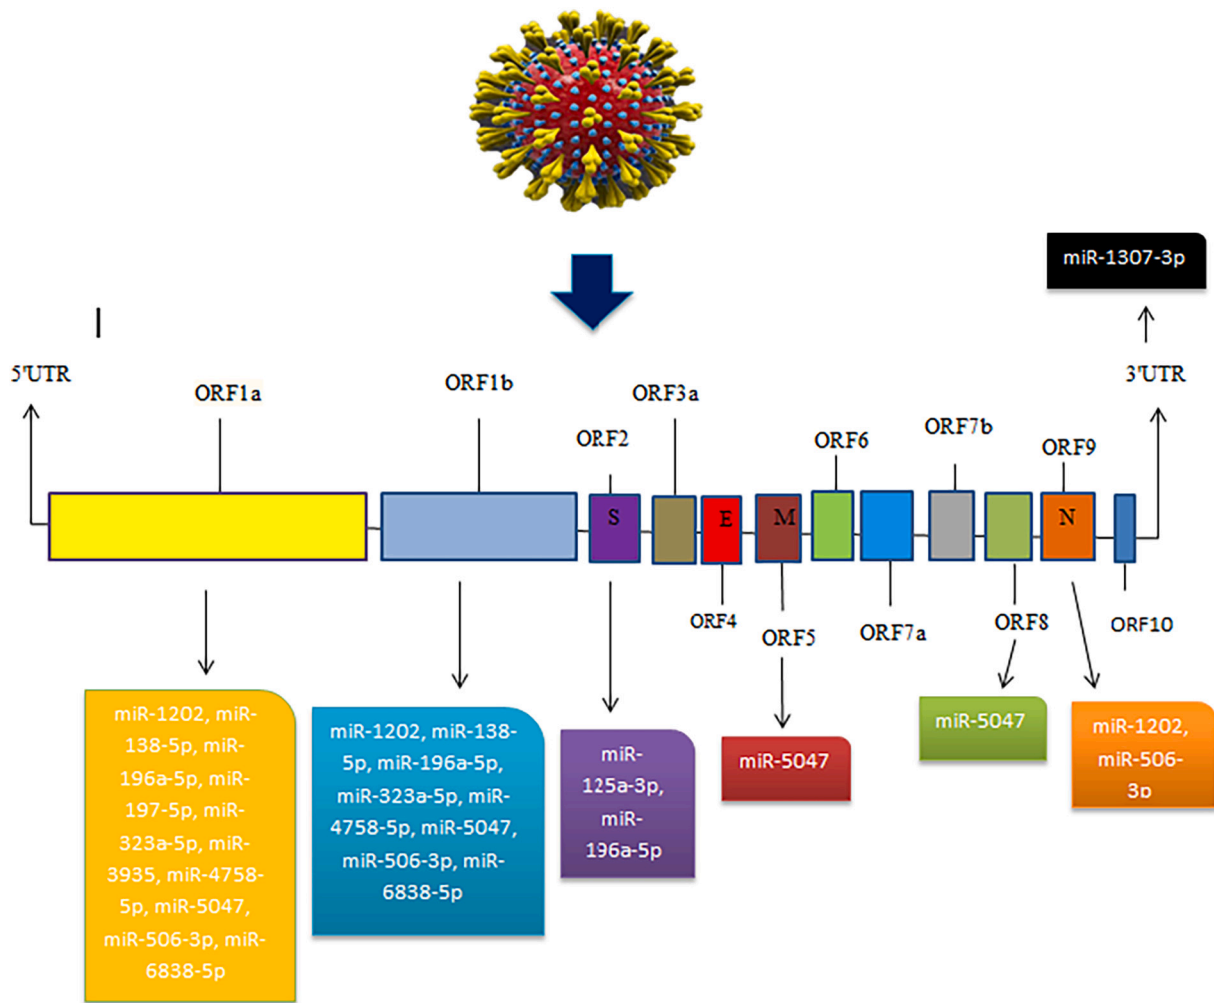 miR-1307-3p
5'UTR
ORF1a
ORF1b
ORF2
ORF3a
ORF6
ORF7b
ORF9
3'UTR
S
E
M
N
ORF4
ORF5
ORF7a
ORF8
ORF10
miR-1202, miR-
138-5p, miR-
196a-5p, miR-
197-5p, miR-
323a-5p, miR-
3935, miR-4758-
5p, miR-5047,
miR-506-3p, miR-
6838-5p
miR-1202, miR-138-
5p, miR-196a-5p,
miR-323a-5p, miR-
4758-5p, miR-5047,
miR-506-3p, miR-
6838-5p
miR-
125a-3p,
miR-
196a-5p
miR-5047
miR-5047
miR-1202,
miR-506-
3p